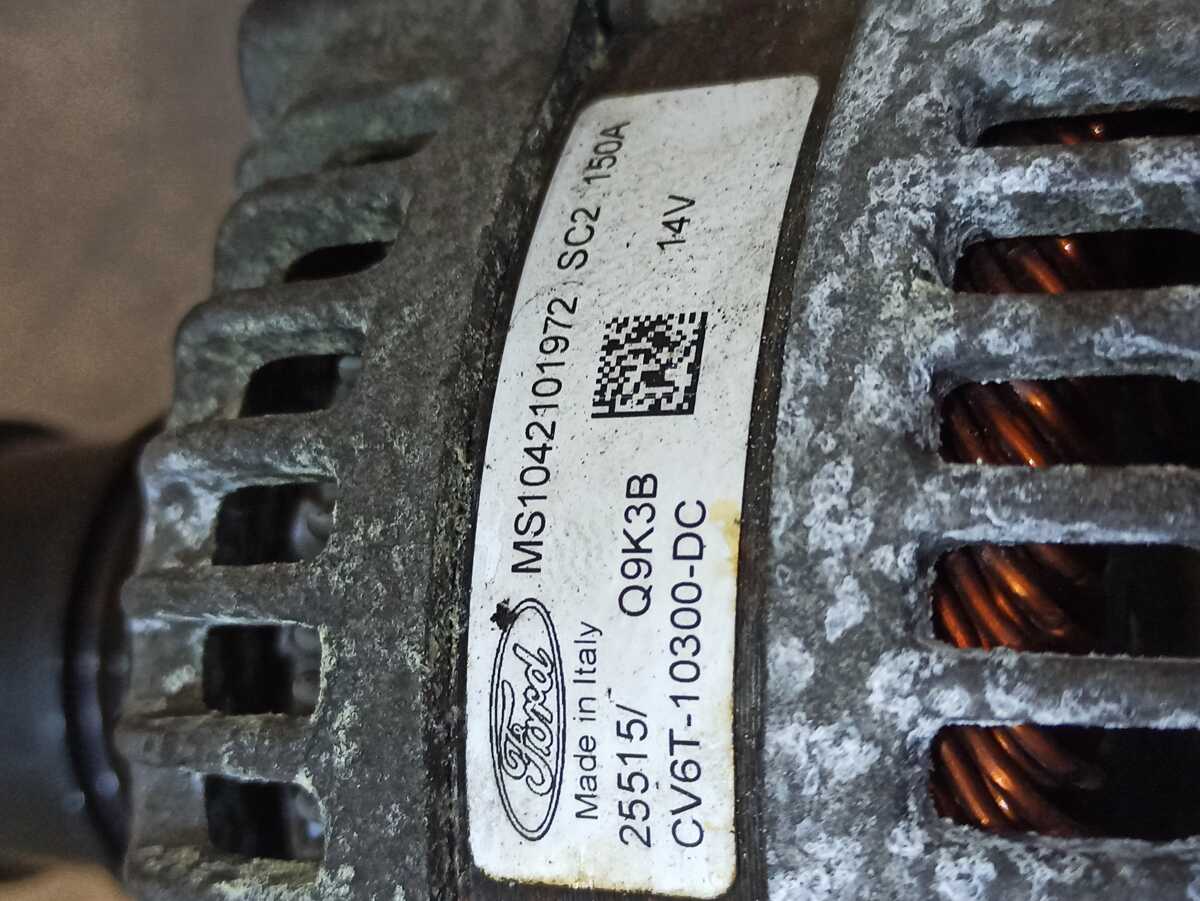 Ford
MS1042101972 SC2 150A
Made in Italy
14V
25515/ Q9K3B
CV6T-10300-DC